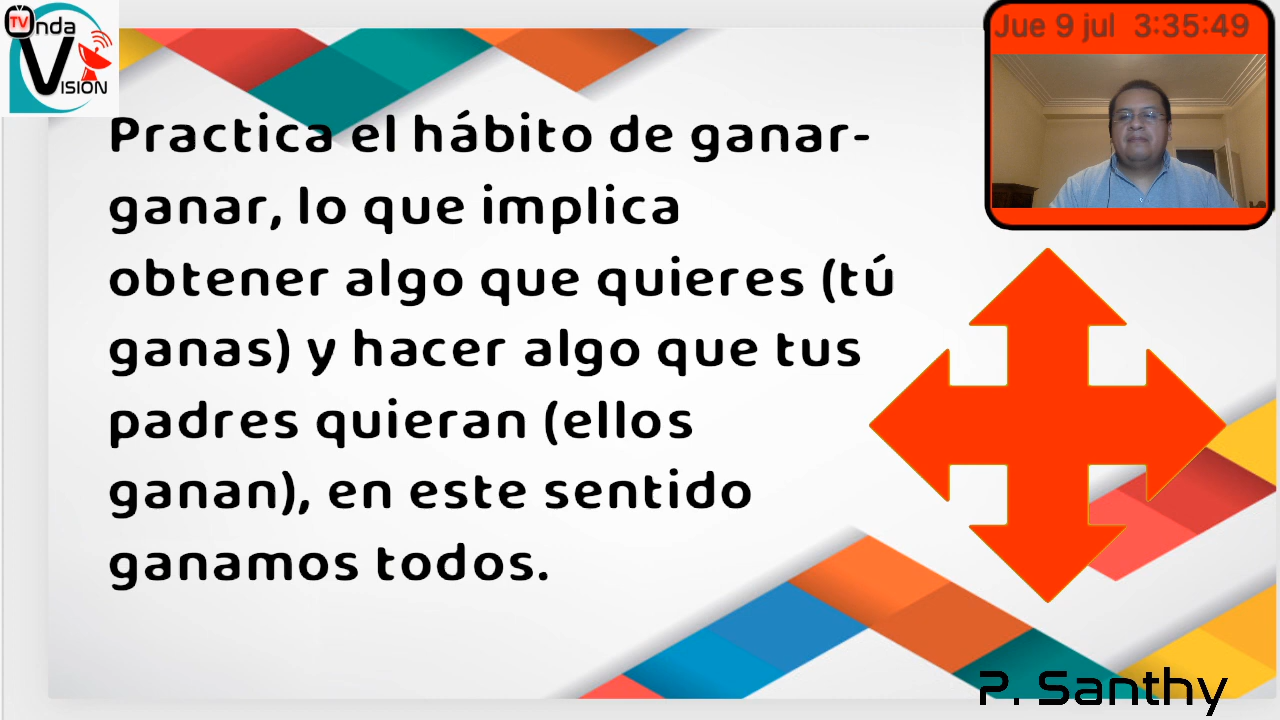 TV
Onda
Vision
Jue 9 jul 3:35:49
Practica el hábito de ganar-
ganar, lo que implica
obtener algo que quieres (tú
ganas) y hacer algo que tus
padres quieran (ellos
ganan), en este sentido
ganamos todos.
P. Santhy